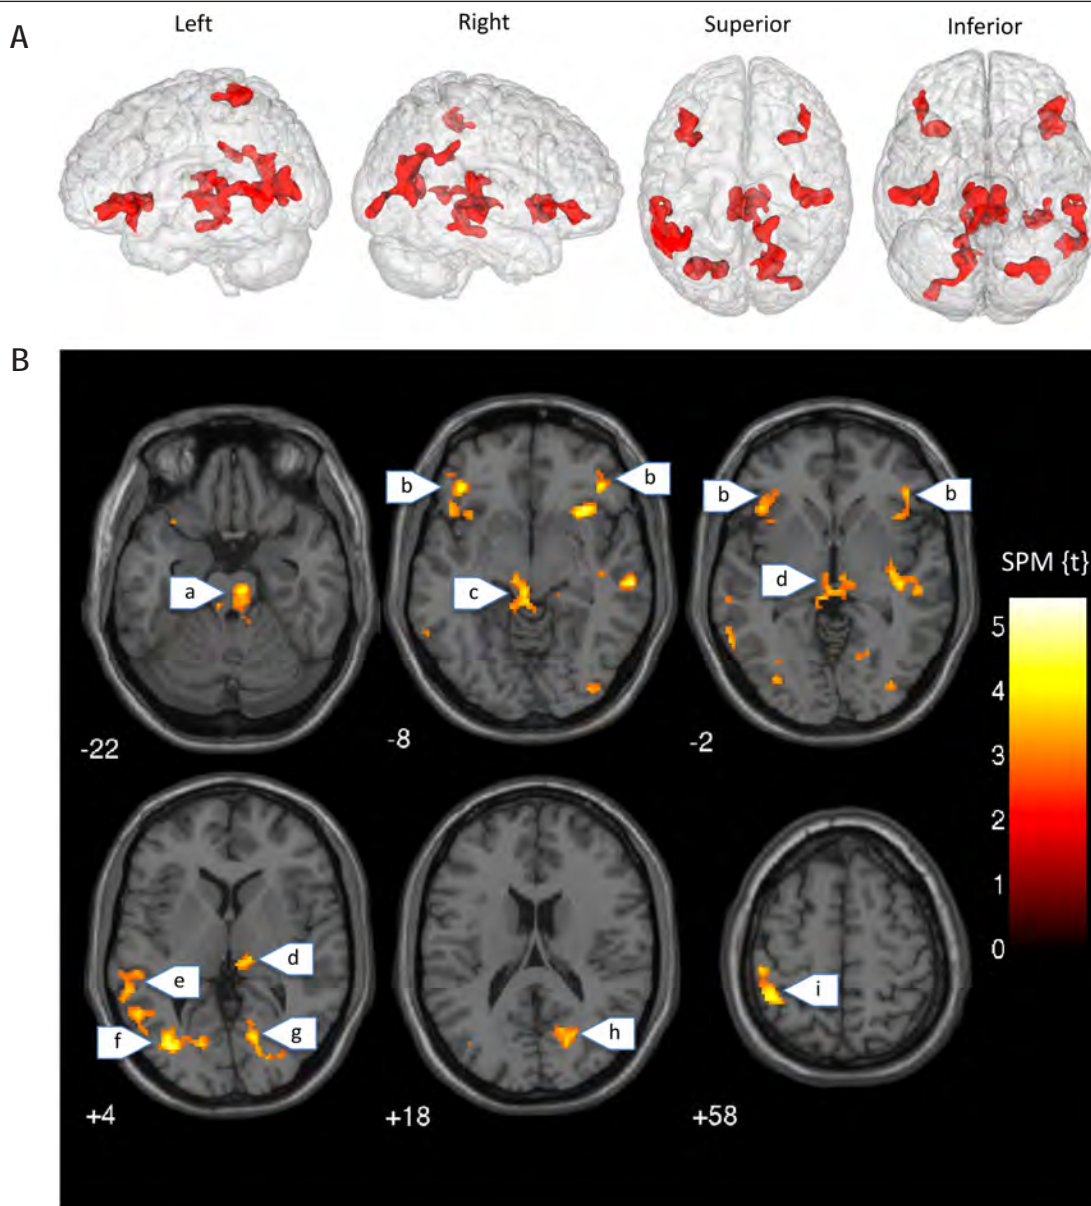 A
Left Right Superior Inferior
B
b b b b
a c d
-22 -8 -2
SPM {t}
5
4
3
2
1
0
e d
f g h i
+4 +18 +58